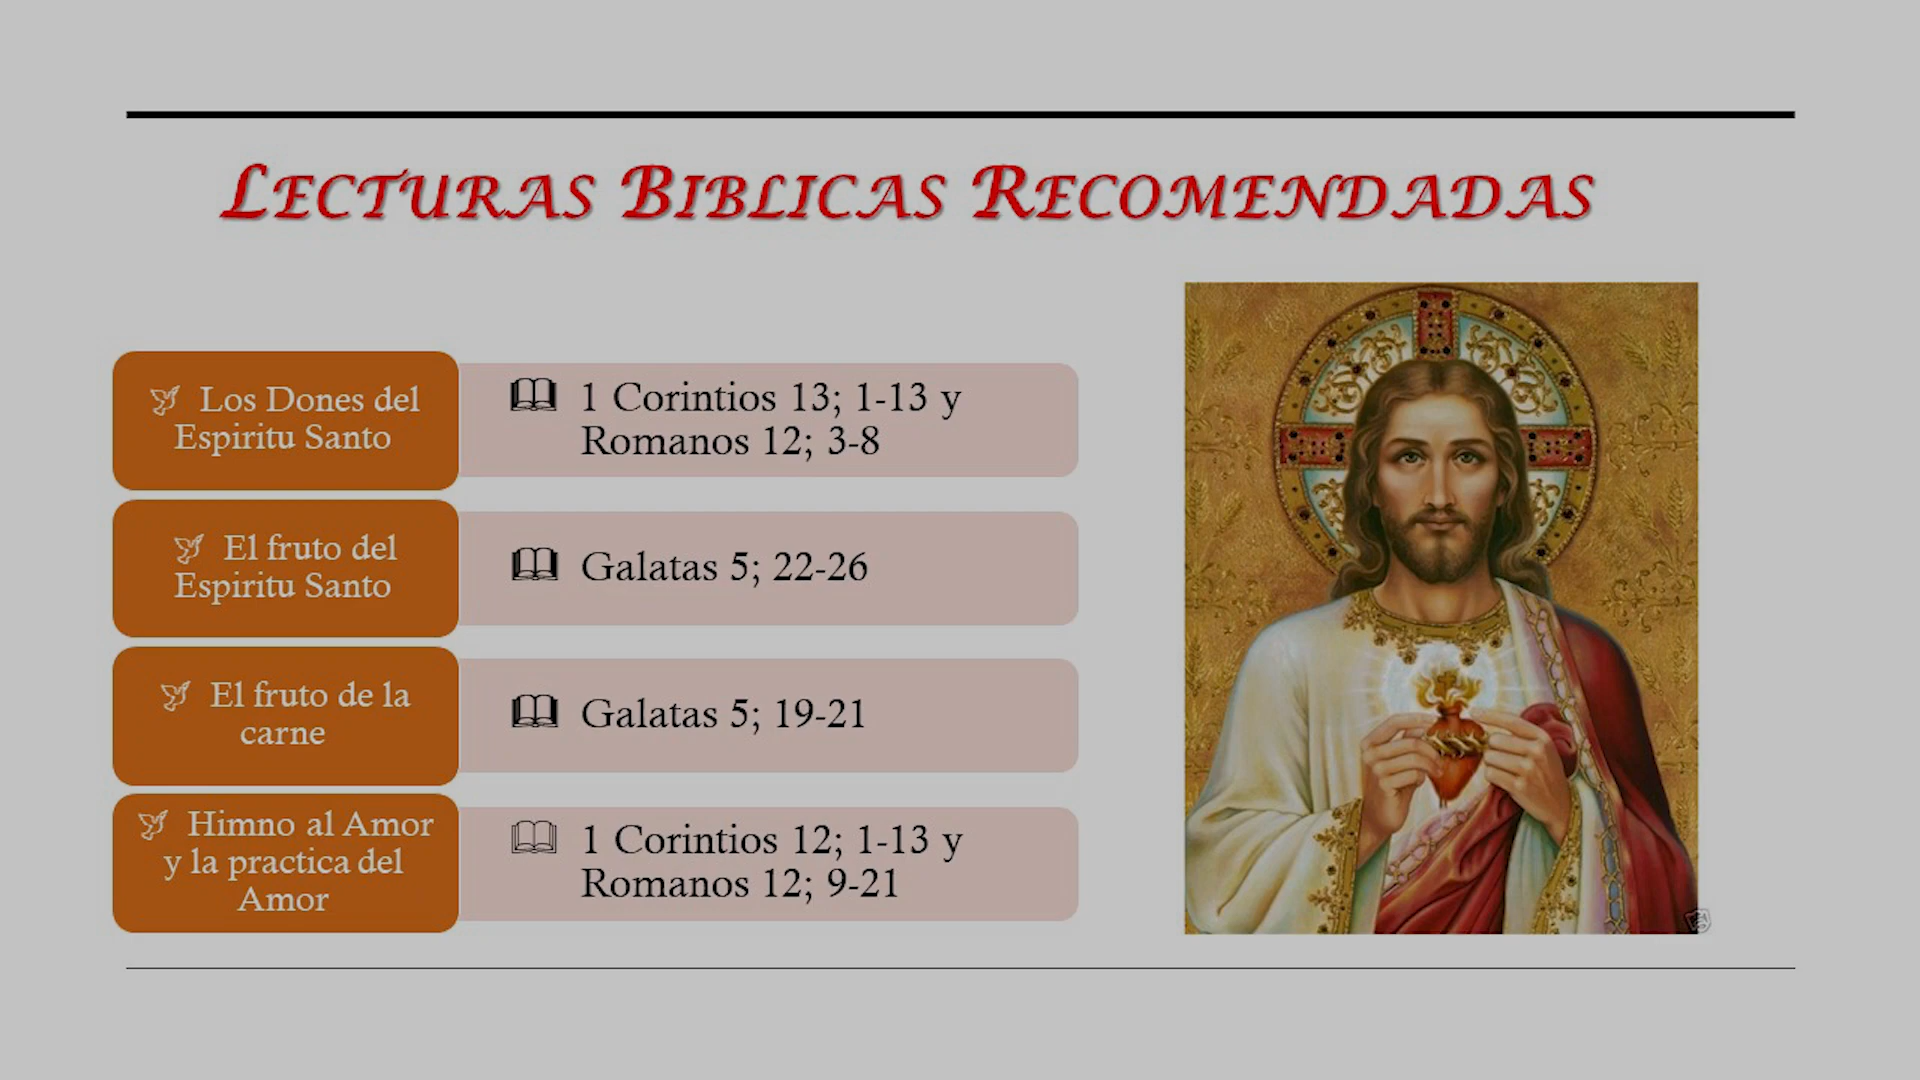 LECTURAS BIBLICAS RECOMENDADAS
Los Dones del
Espiritu Santo
1 Corintios 13; 1-13 y
Romanos 12; 3-8
El fruto del
Espiritu Santo
Galatas 5; 22-26
El fruto de la
carne
Galatas 5; 19-21
Himno al Amor
y la practica del
Amor
1 Corintios 12; 1-13 y
Romanos 12; 9-21